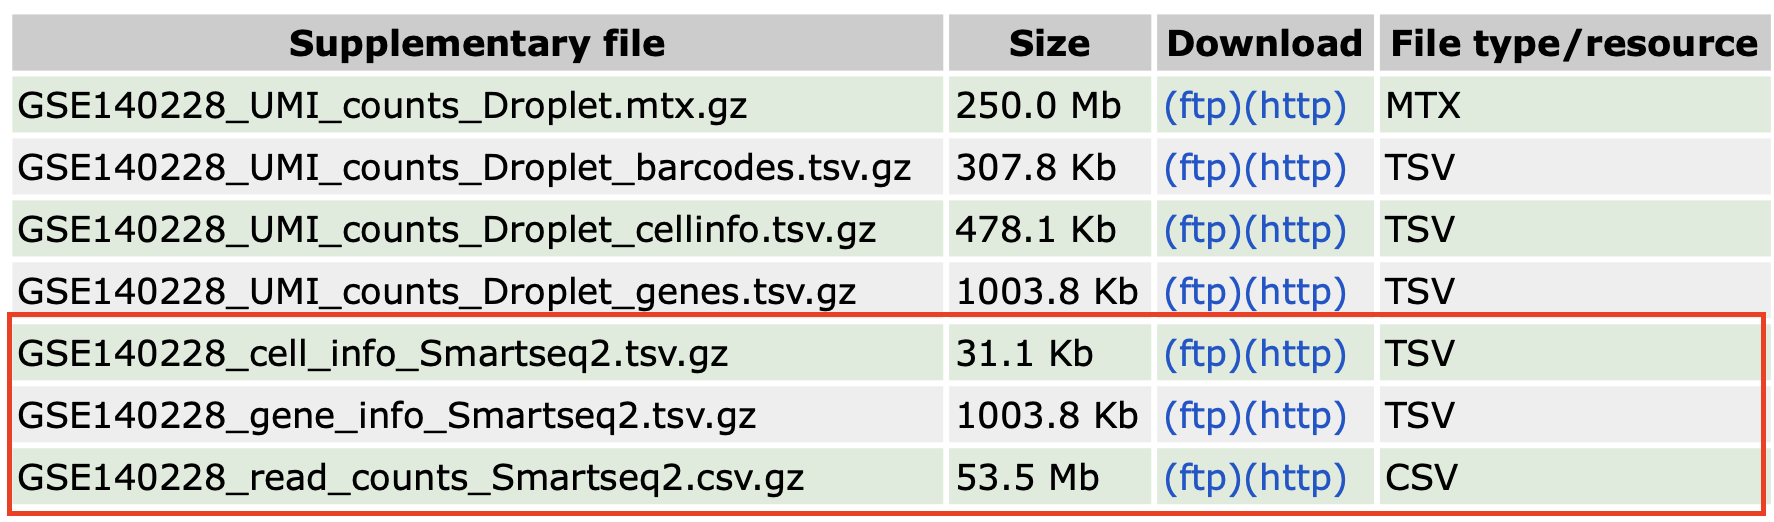 Supplementary file Size Download File type/resource
GSE140228_UMI_counts_Droplet.mtx.gz 250.0 Mb (ftp)(http) MTX
GSE140228_UMI_counts_Droplet_barcodes.tsv.gz 307.8 Kb (ftp)(http) TSV
GSE140228_UMI_counts_Droplet_cellinfo.tsv.gz 478.1 Kb (ftp)(http) TSV
GSE140228_UMI_counts_Droplet_genes.tsv.gz 1003.8 Kb (ftp)(http) TSV
GSE140228_cell_info_Smartseq2.tsv.gz 31.1 Kb (ftp)(http) TSV
GSE140228_gene_info_Smartseq2.tsv.gz 1003.8 Kb (ftp)(http) TSV
GSE140228_read_counts_Smartseq2.csv.gz 53.5 Mb (ftp)(http) CSV